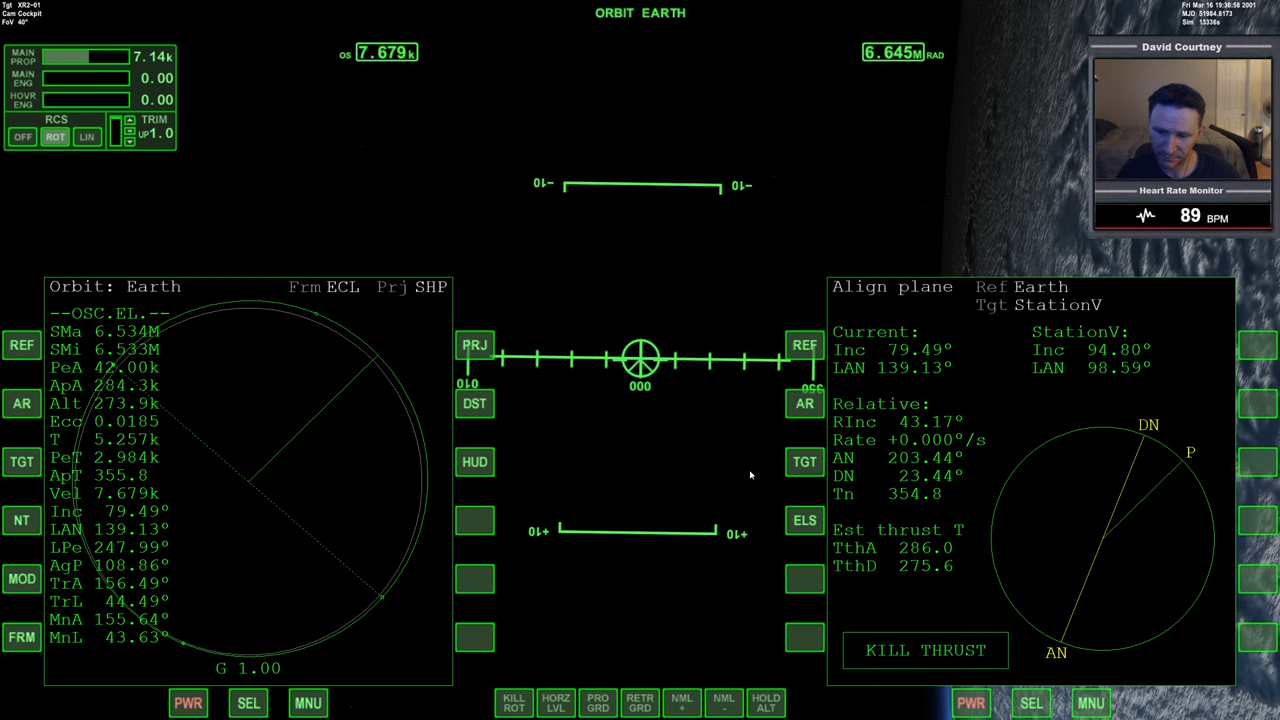 Tgt XR2-01
Cam Cockpit
FoV 40°
ORBIT EARTH
Fri Mar 16 19:36:58 2001
MJD 51984.8173
Sim 13336s
MAIN PROP 7.14k
MAIN ENG 0.00
HOVR ENG 0.00
RCS
TRIM
OFF ROT LIN
UP 1.0
OS 7.679k
6.645M RAD
David Courtney
Heart Rate Monitor
89 BPM
-10 -10
010 000 350
+10 +10
Orbit: Earth Frm ECL Prj SHP
--OSC.EL.--
SMa 6.534M
SMi 6.533M
PeA 42.00k
ApA 284.3k
Alt 273.9k
Ecc 0.0185
T 5.257k
PeT 2.984k
ApT 355.8
Vel 7.679k
Inc 79.49°
LAN 139.13°
LPe 247.99°
AgP 108.86°
TrA 156.49°
TrL 44.49°
MnA 155.64°
MnL 43.63°
G 1.00
REF
AR
TGT
NT
MOD
FRM
PRJ
DST
HUD
PWR SEL MNU
KILL ROT
HORZ LVL
PRO GRD
RETR GRD
NML +
NML -
HOLD ALT
REF
AR
TGT
ELS
Align plane Ref Earth
Tgt StationV
Current: StationV:
Inc 79.49° Inc 94.80°
LAN 139.13° LAN 98.59°
Relative:
RInc 43.17°
Rate +0.000°/s
AN 203.44°
DN 23.44°
Tn 354.8
Est thrust T
TthA 286.0
TthD 275.6
KILL THRUST
DN
P
AN
PWR SEL MNU